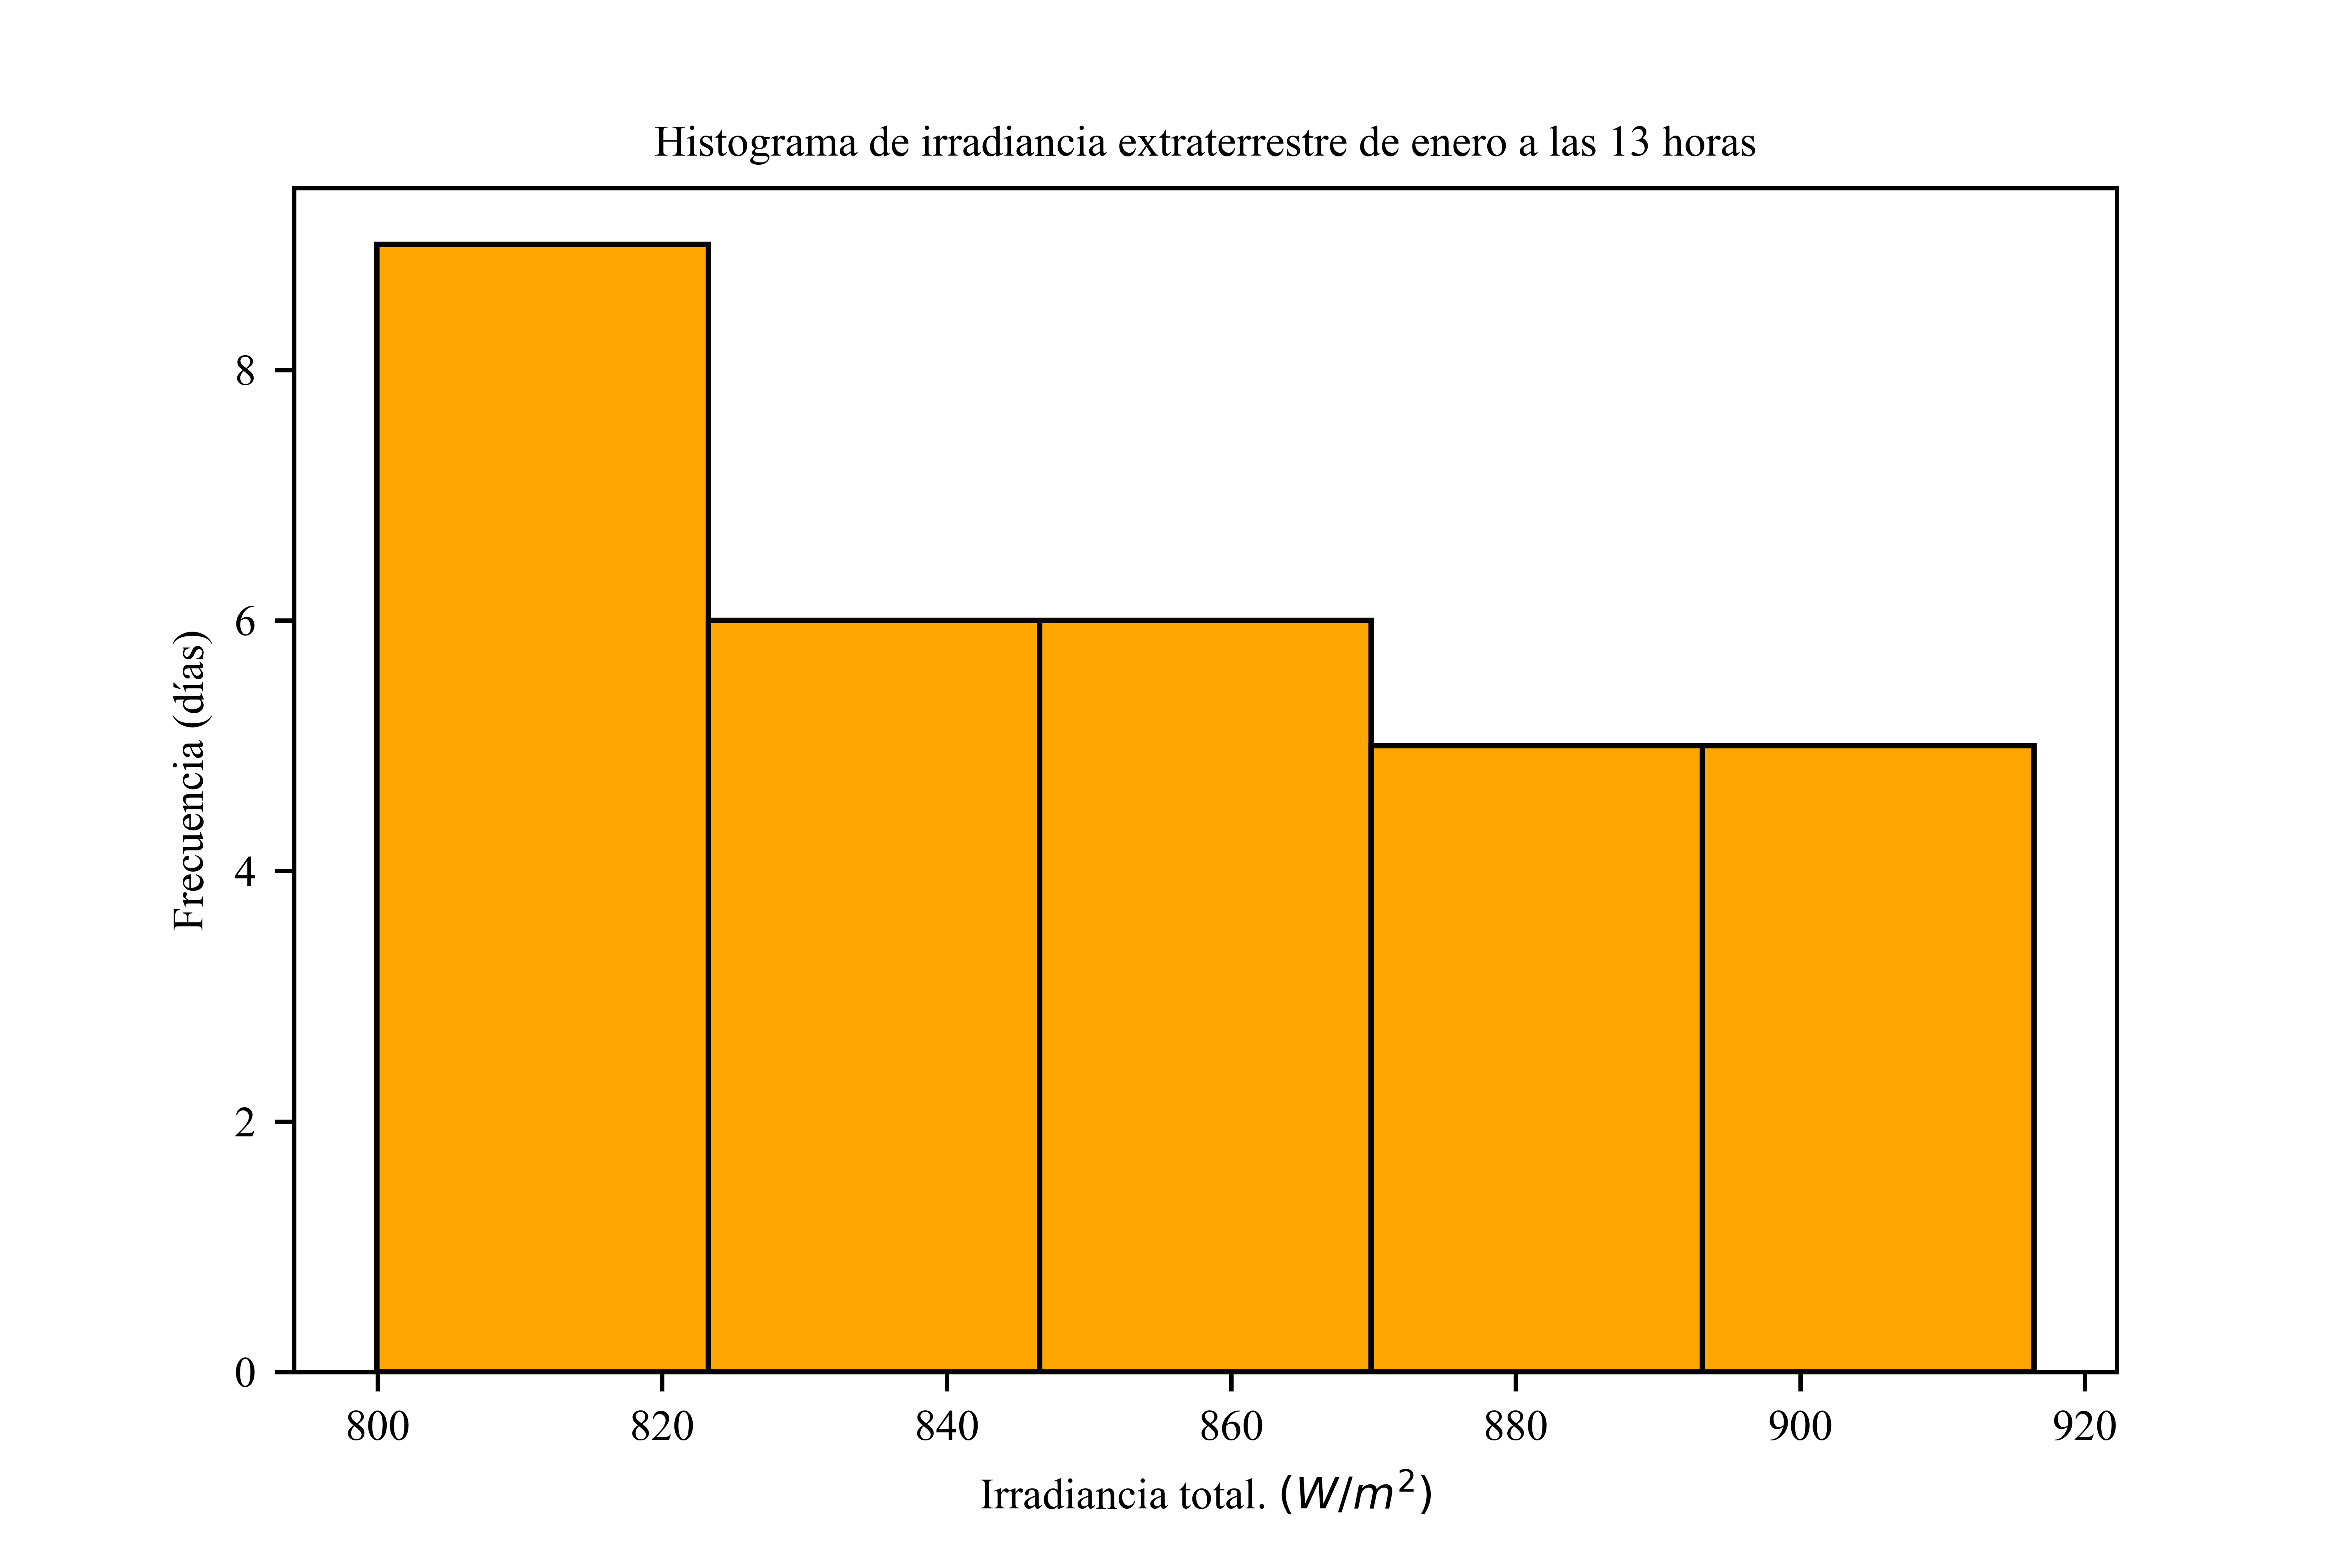 Histograma de irradiancia extraterrestre de enero a las 13 horas
Frecuencia (días)
8
6
4
2
0
800 820 840 860 880 900 920
Irradiancia total. (W/m²)